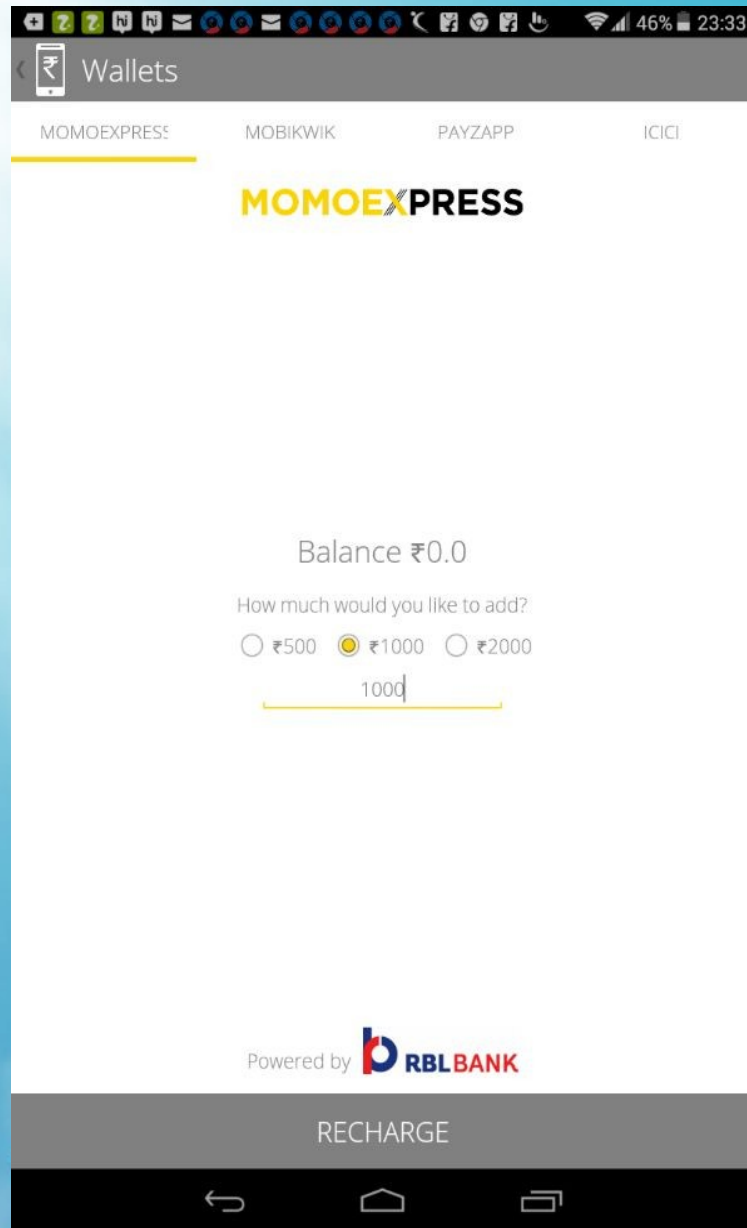 46% 23:33
₹ Wallets
MOMOEXPRESS MOBIKWIK PAYZAPP ICICI
MOMOEXPRESS
Balance ₹0.0
How much would you like to add?
₹500 ₹1000 ₹2000
1000
Powered by RBLBANK
RECHARGE